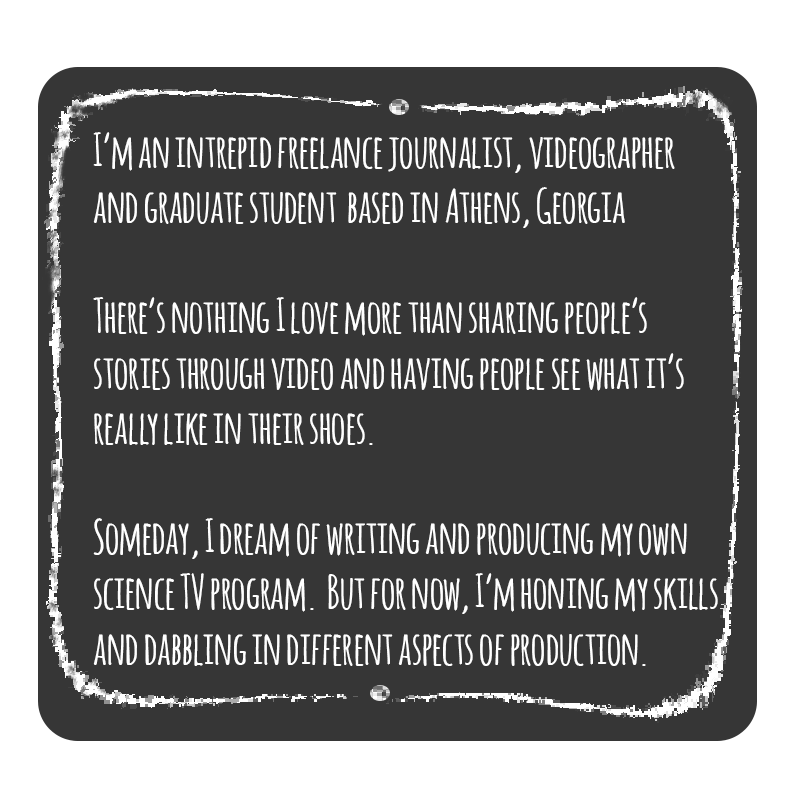 I'm an intrepid freelance journalist, videographer
and graduate student based in Athens, Georgia
There's nothing I love more than sharing people's
stories through video and having people see what it's
really like in their shoes.
Someday, I dream of writing and producing my own
science TV program. But for now, I'm honing my skills
and dabbling in different aspects of production.